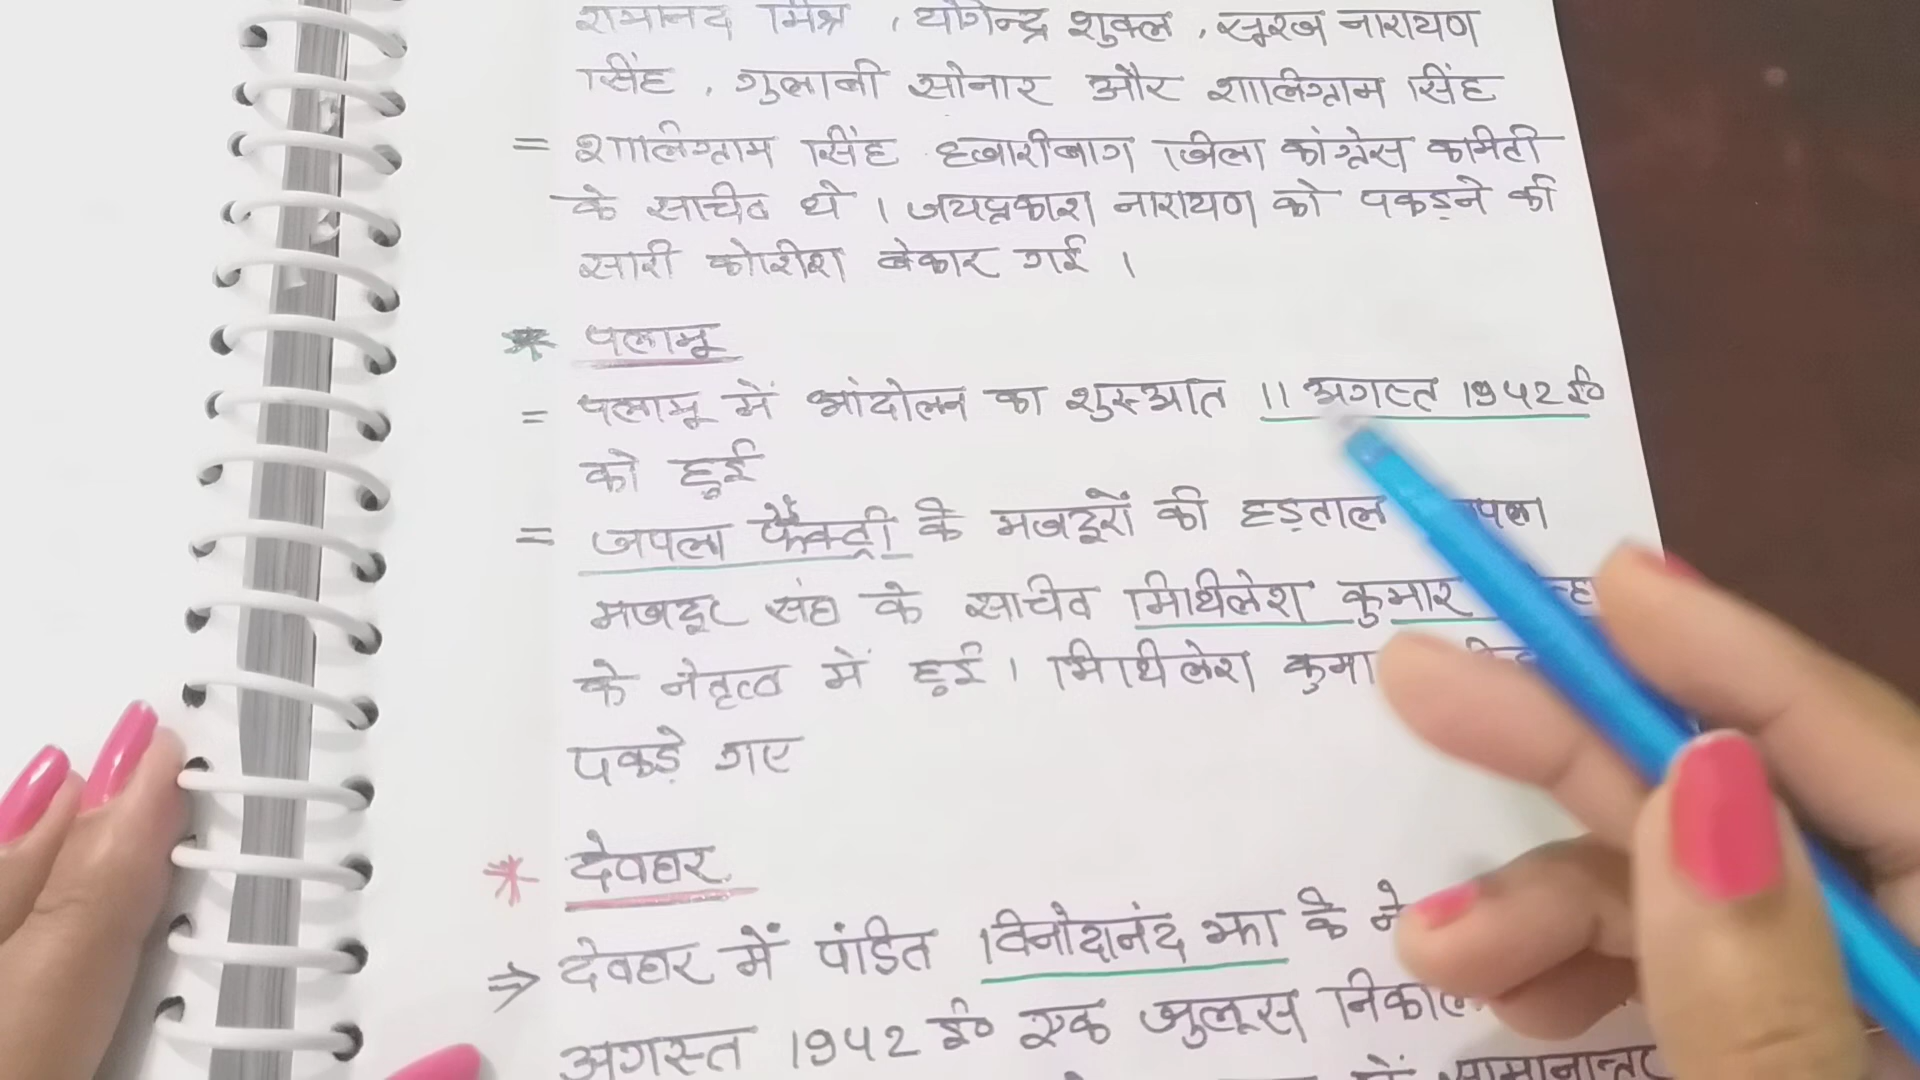 रामानंद मिश्र , योगेन्द्र शुक्ल , सूरज नारायण
सिंह , गुलाबी सोनार और शालिग्राम सिंह
= शालिग्राम सिंह हजारीबाग जिला कांग्रेस कमिटी
के सचिव थे । जयप्रकाश नारायण को पकड़ने की
सारी कोशिश बेकार गई ।
* पलामू
= पलामू में आंदोलन का शुरुआत 11 अगस्त 1942 ई०
को हुई
= जपला फैक्ट्री के मजदूरों की हड़ताल
मजदूर संघ के सचिव मिथिलेश कुमार
के नेतृत्व में हुई । मिथिलेश
पकड़े गए
* देवघर
⇒ देवघर में पंडित विनोदानंद झा के
अगस्त 1942 ई० एक जुलूस
में सामानान्तर